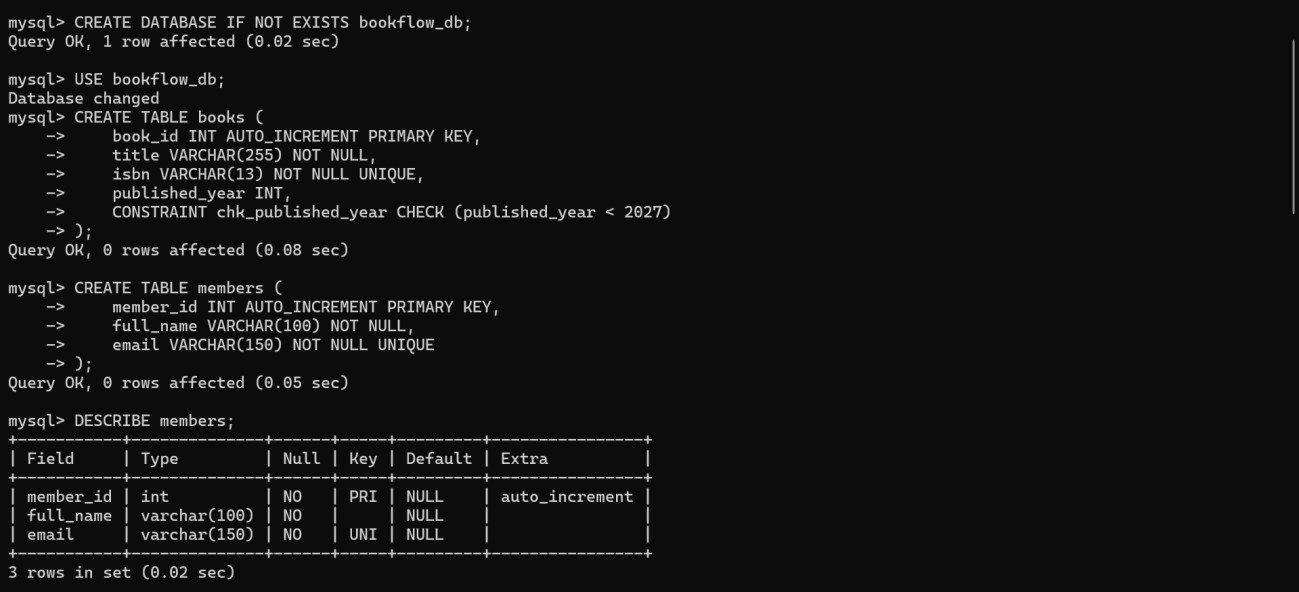 mysql> CREATE DATABASE IF NOT EXISTS bookflow_db;
Query OK, 1 row affected (0.02 sec)

mysql> USE bookflow_db;
Database changed
mysql> CREATE TABLE books (
    ->     book_id INT AUTO_INCREMENT PRIMARY KEY,
    ->     title VARCHAR(255) NOT NULL,
    ->     isbn VARCHAR(13) NOT NULL UNIQUE,
    ->     published_year INT,
    ->     CONSTRAINT chk_published_year CHECK (published_year < 2027)
    -> );
Query OK, 0 rows affected (0.08 sec)

mysql> CREATE TABLE members (
    ->     member_id INT AUTO_INCREMENT PRIMARY KEY,
    ->     full_name VARCHAR(100) NOT NULL,
    ->     email VARCHAR(150) NOT NULL UNIQUE
    -> );
Query OK, 0 rows affected (0.05 sec)

mysql> DESCRIBE members;
+-----------+--------------+------+-----+---------+----------------+
| Field     | Type         | Null | Key | Default | Extra          |
+-----------+--------------+------+-----+---------+----------------+
| member_id | int          | NO   | PRI | NULL    | auto_increment |
| full_name | varchar(100) | NO   |     | NULL    |                |
| email     | varchar(150) | NO   | UNI | NULL    |                |
+-----------+--------------+------+-----+---------+----------------+
3 rows in set (0.02 sec)